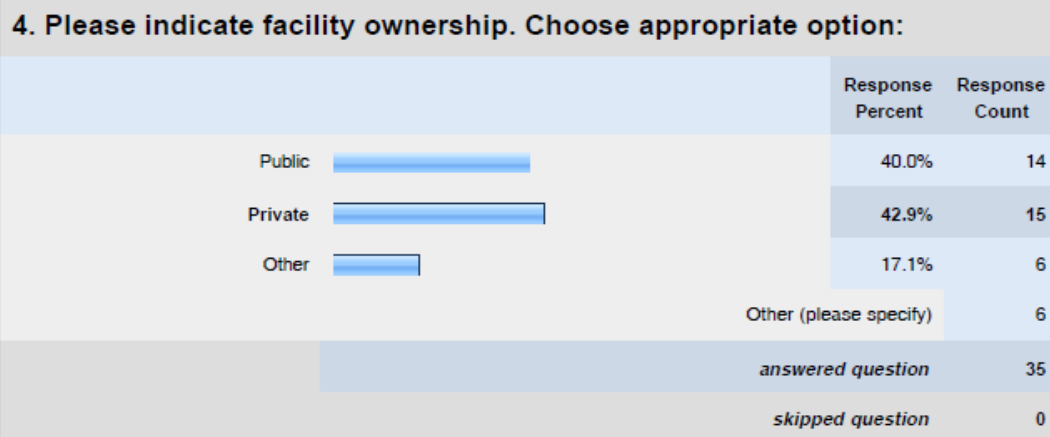 4. Please indicate facility ownership. Choose appropriate option:
Response Percent Response Count
Public 40.0% 14
Private 42.9% 15
Other 17.1% 6
Other (please specify) 6
answered question 35
skipped question 0